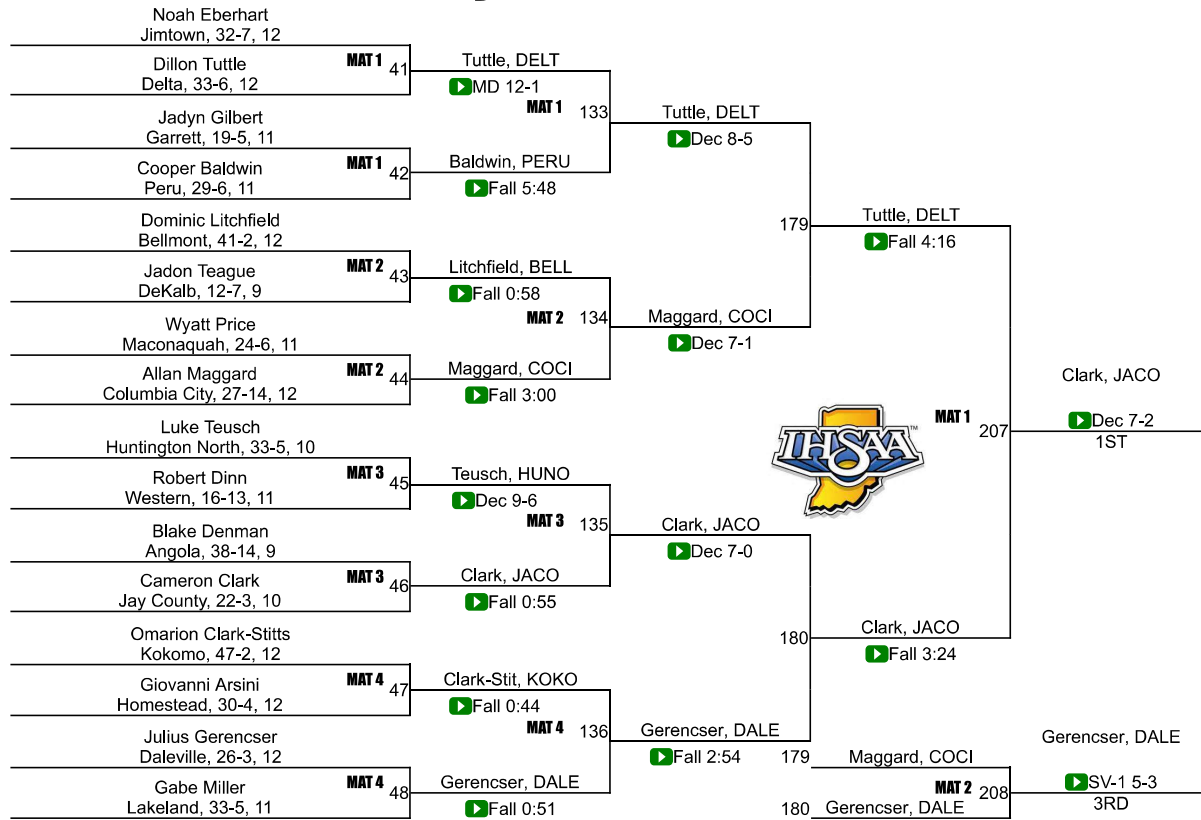 Noah Eberhart
Jimtown, 32-7, 12
Dillon Tuttle
Delta, 33-6, 12
MAT 1 41
Tuttle, DELT
MD 12-1
MAT 1 133
Jadyn Gilbert
Garrett, 19-5, 11
Cooper Baldwin
Peru, 29-6, 11
MAT 1 42
Baldwin, PERU
Fall 5:48
Tuttle, DELT
Dec 8-5
Dominic Litchfield
Bellmont, 41-2, 12
Jadon Teague
DeKalb, 12-7, 9
MAT 2 43
Litchfield, BELL
Fall 0:58
MAT 2 134
Wyatt Price
Maconaquah, 24-6, 11
Allan Maggard
Columbia City, 27-14, 12
MAT 2 44
Maggard, COCI
Fall 3:00
Maggard, COCI
Dec 7-1
179
Tuttle, DELT
Fall 4:16
Luke Teusch
Huntington North, 33-5, 10
Robert Dinn
Western, 16-13, 11
MAT 3 45
Teusch, HUNO
Dec 9-6
MAT 3 135
Blake Denman
Angola, 38-14, 9
Cameron Clark
Jay County, 22-3, 10
MAT 3 46
Clark, JACO
Fall 0:55
Clark, JACO
Dec 7-0
Omarion Clark-Stitts
Kokomo, 47-2, 12
Giovanni Arsini
Homestead, 30-4, 12
MAT 4 47
Clark-Stit, KOKO
Fall 0:44
MAT 4 136
Julius Gerencser
Daleville, 26-3, 12
Gabe Miller
Lakeland, 33-5, 11
MAT 4 48
Gerencser, DALE
Fall 0:51
Gerencser, DALE
Fall 2:54
180
Clark, JACO
Fall 3:24
IHSAA™
MAT 1 207
Clark, JACO
Dec 7-2
1ST
179 Maggard, COCI
MAT 2 208
180 Gerencser, DALE
Gerencser, DALE
SV-1 5-3
3RD